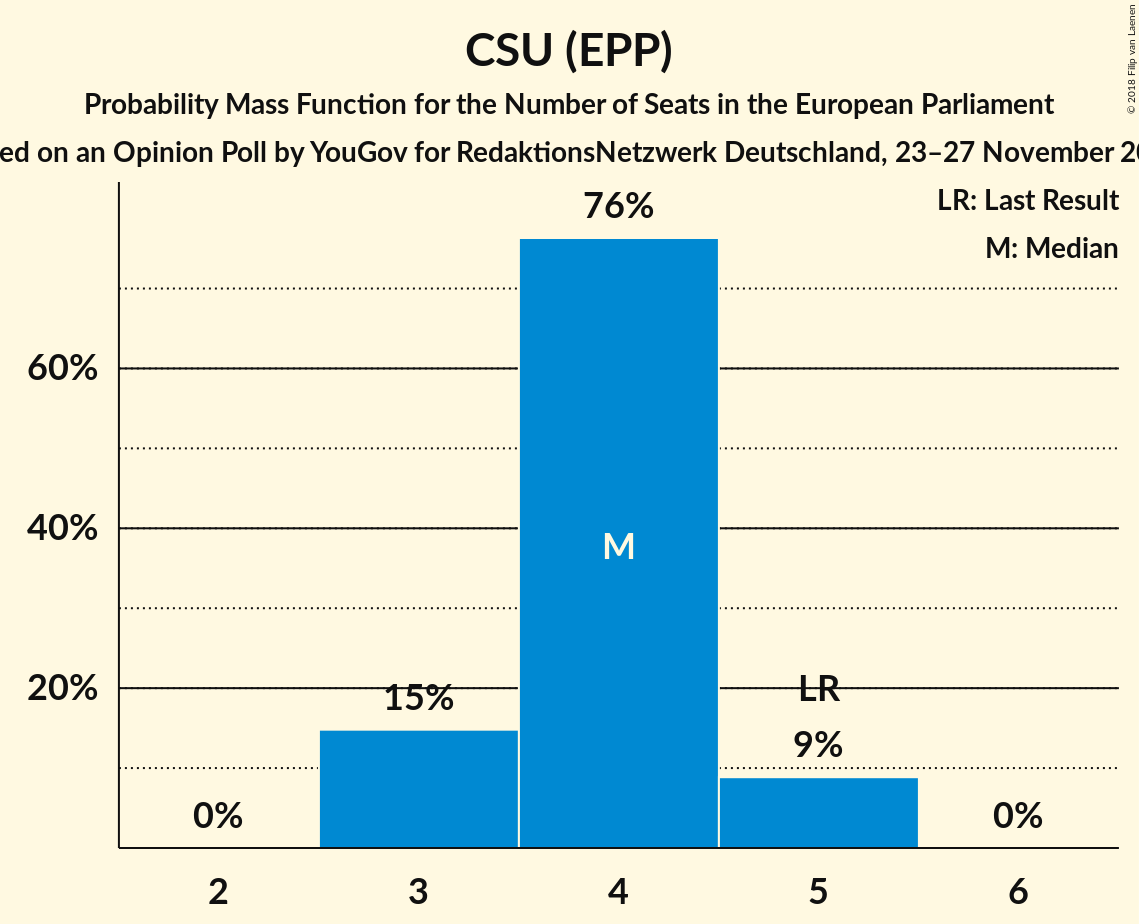 CSU (EPP)
Probability Mass Function for the Number of Seats in the European Parliament
ed on an Opinion Poll by YouGov for RedaktionsNetzwerk Deutschland, 23–27 November 20
© 2018 Filip van Laenen
LR: Last Result
M: Median
76%
60%
40%
M
20%
15%
LR
9%
0%
0%
2
3
4
5
6